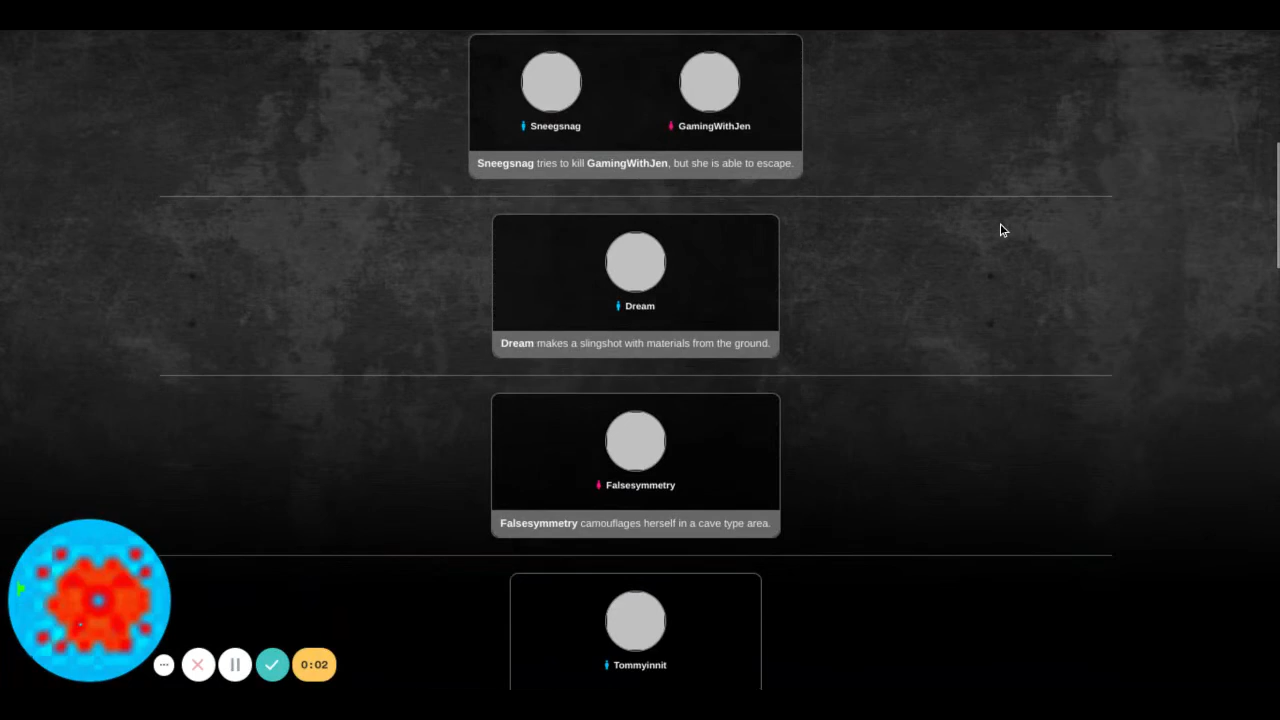 Sneegsnag GamingWithJen
Sneegsnag tries to kill GamingWithJen, but she is able to escape.
Dream
Dream makes a slingshot with materials from the ground.
Falsesymmetry
Falsesymmetry camouflages herself in a cave type area.
Tommyinnit
0:02